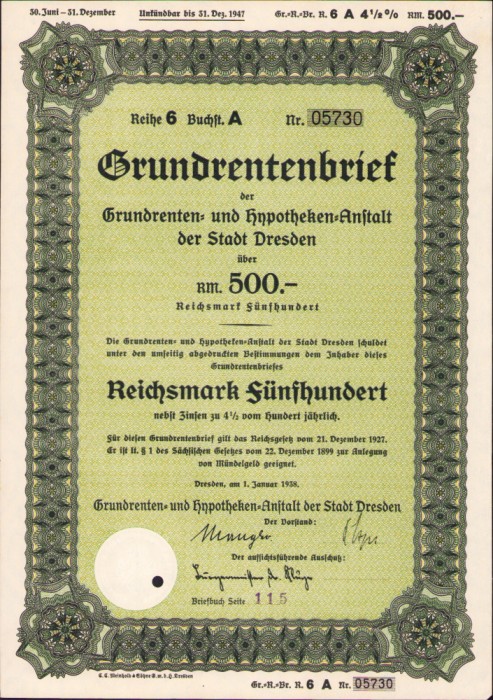 30. Juni - 31. Dezember Unkündbar bis 31. Dez. 1947 Gr.-R.-Br. R. 6 A 4½% RM. 500.—
Reihe 6 Buchst. A Nr. 05730
Grundrentenbrief
der
Grundrenten- und Hypotheken-Anstalt
der Stadt Dresden
über
RM. 500.—
Reichsmark Fünfhundert
Die Grundrenten- und Hypotheken-Anstalt der Stadt Dresden schuldet
unter den umseitig abgedruckten Bestimmungen dem Inhaber dieses
Grundrentenbriefes
Reichsmark Fünfhundert
nebst Zinsen zu 4½ vom Hundert jährlich.
Für diesen Grundrentenbrief gilt das Reichsgesetz vom 21. Dezember 1927.
Er ist lt. § 1 des Sächsischen Gesetzes vom 22. Dezember 1899 zur Anlegung
von Mündelgeld geeignet.
Dresden, am 1. Januar 1938.
Grundrenten- und Hypotheken-Anstalt der Stadt Dresden
Der Vorstand:
Der aufsichtsführende Ausschuß:
Bürgermeister
Briefbuch Seite 115
C. C. Meinhold & Söhne G.m.b.H. Dresden
Gr.-R.-Br. R. 6 A Nr. 05730